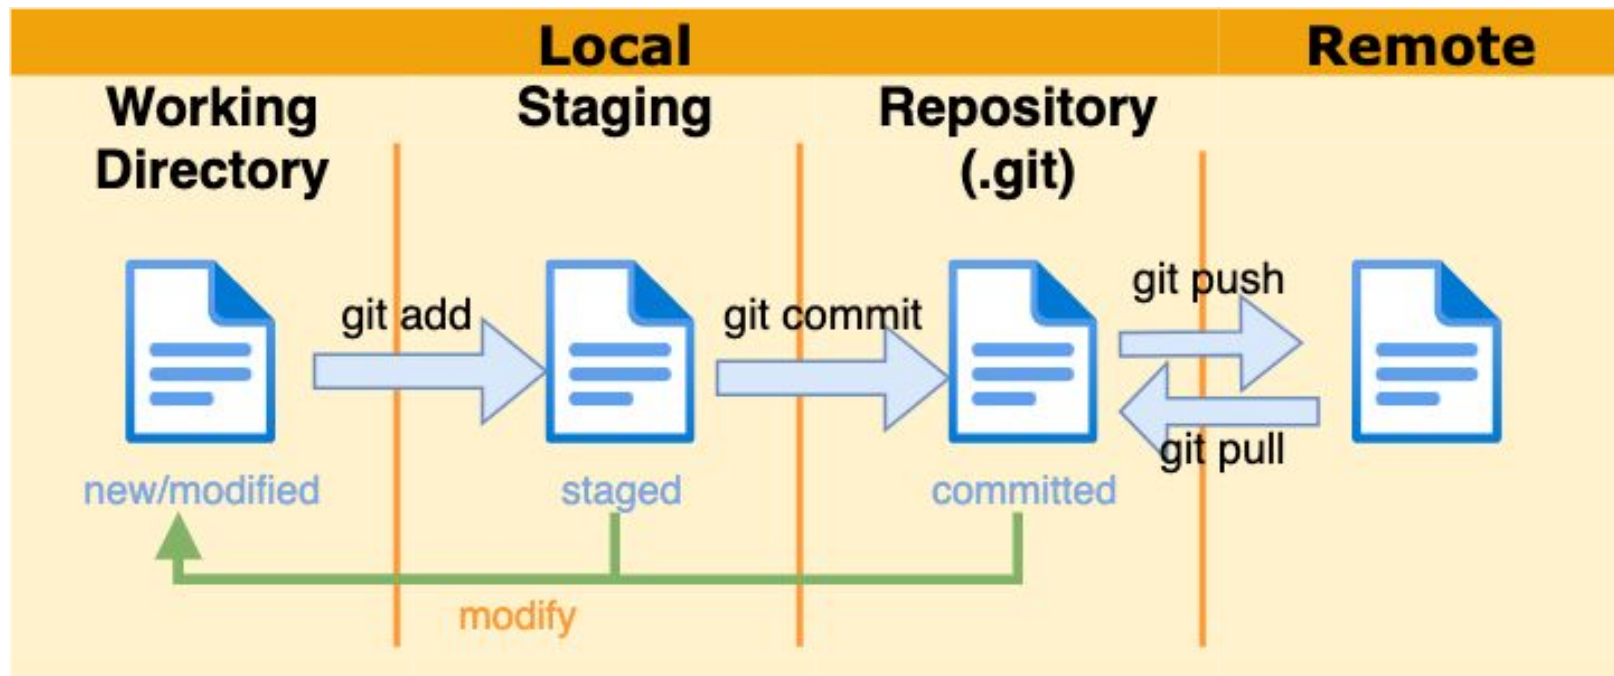 Local
Remote
Working
Directory
Staging
Repository
(.git)
git add
git commit
git push
git pull
new/modified
staged
committed
modify